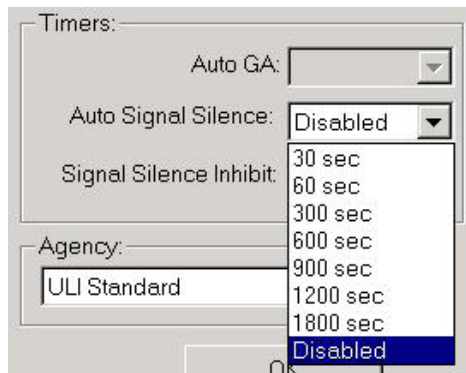 Timers:
Auto GA:
Auto Signal Silence: Disabled
30 sec
Signal Silence Inhibit: 60 sec
300 sec
600 sec
Agency:
900 sec
ULI Standard 1200 sec
1800 sec
Disabled